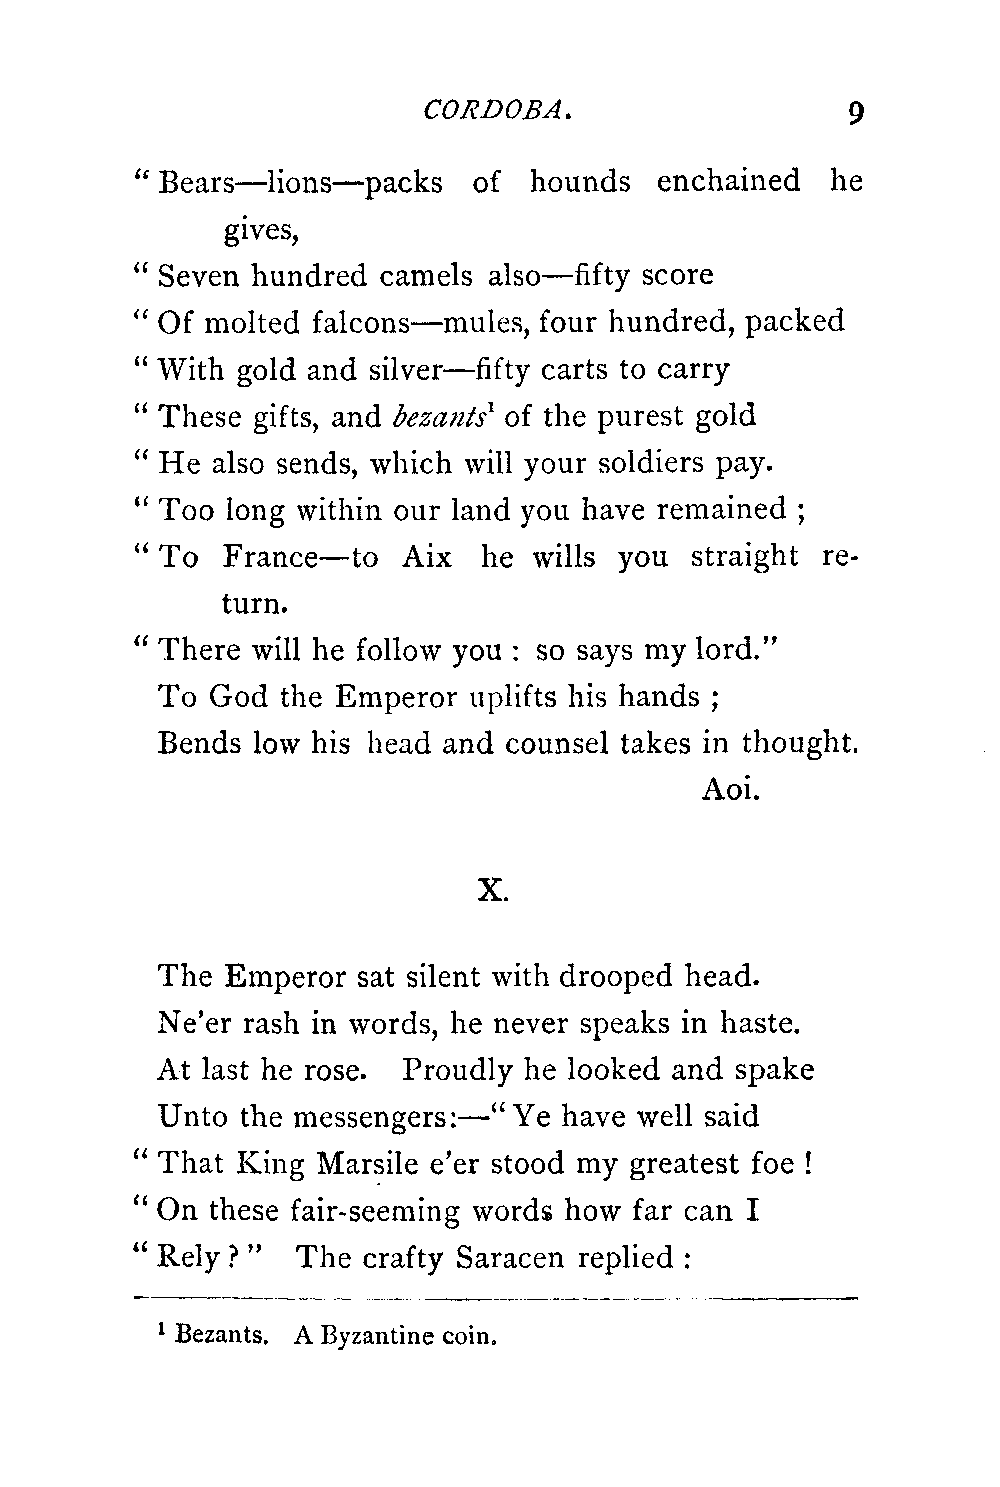 CORDOBA. 9
“ Bears—lions—packs of hounds enchained he
gives,
“ Seven hundred camels also—fifty score
“ Of molted falcons—mules, four hundred, packed
“ With gold and silver—fifty carts to carry
“ These gifts, and bezants¹ of the purest gold
“ He also sends, which will your soldiers pay.
“ Too long within our land you have remained ;
“ To France—to Aix he wills you straight re-
turn.
“ There will he follow you : so says my lord.”
To God the Emperor uplifts his hands ;
Bends low his head and counsel takes in thought.
Aoi.
X.
The Emperor sat silent with drooped head.
Ne’er rash in words, he never speaks in haste.
At last he rose. Proudly he looked and spake
Unto the messengers:—“ Ye have well said
“ That King Marsile e’er stood my greatest foe !
“ On these fair-seeming words how far can I
“ Rely ? ” The crafty Saracen replied :
¹ Bezants. A Byzantine coin.